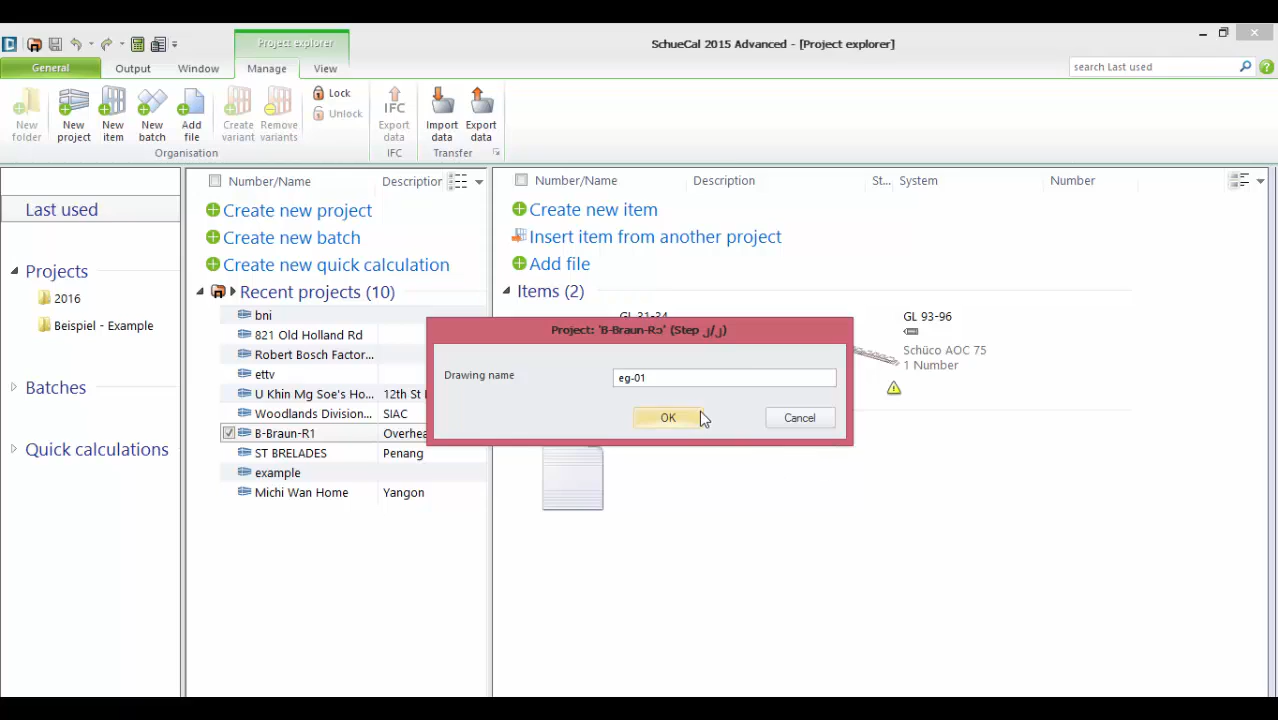 Project explorer
SchueCal 2015 Advanced - [Project explorer]
General Output Window Manage View
search Last used
New folder
New project
New item
New batch
Add file
Create variant
Remove variants
Lock
Unlock
IFC Export data
Import data
Export data
Organisation
IFC
Transfer
Number/Name Description
Number/Name Description St... System Number
Last used
Projects
2016
Beispiel - Example
Batches
Quick calculations
Create new project
Create new batch
Create new quick calculation
Recent projects (10)
bni
821 Old Holland Rd
Robert Bosch Factor...
ettv
U Khin Mg Soe's Ho... 12th St
Woodlands Division... SIAC
B-Braun-R1 Overhea
ST BRELADES Penang
example
Michi Wan Home Yangon
Create new item
Insert item from another project
Add file
Items (2)
GL 31-34
GL 93-96
Schüco AOC 75
1 Number
Project: 'B-Braun-R
(Step
Drawing name eg-01
OK Cancel